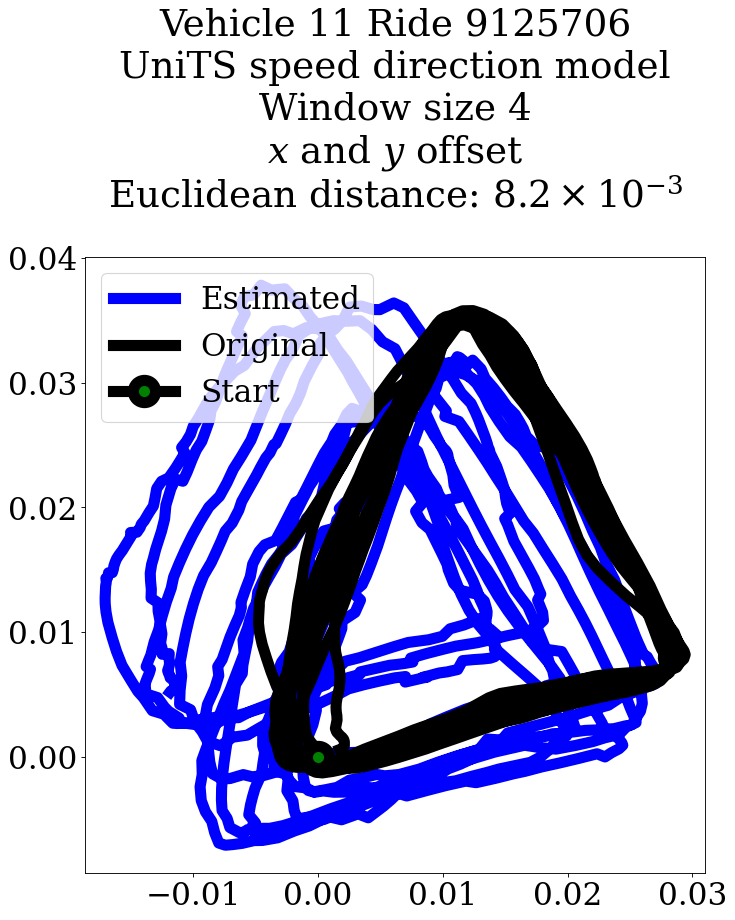 Vehicle 11 Ride 9125706
UniTS speed direction model
Window size 4
x and y offset
Euclidean distance: 8.2 × 10⁻³
0.04
Estimated
Original
0.03
Start
0.02
0.01
0.00
−0.01 0.00 0.01 0.02 0.03